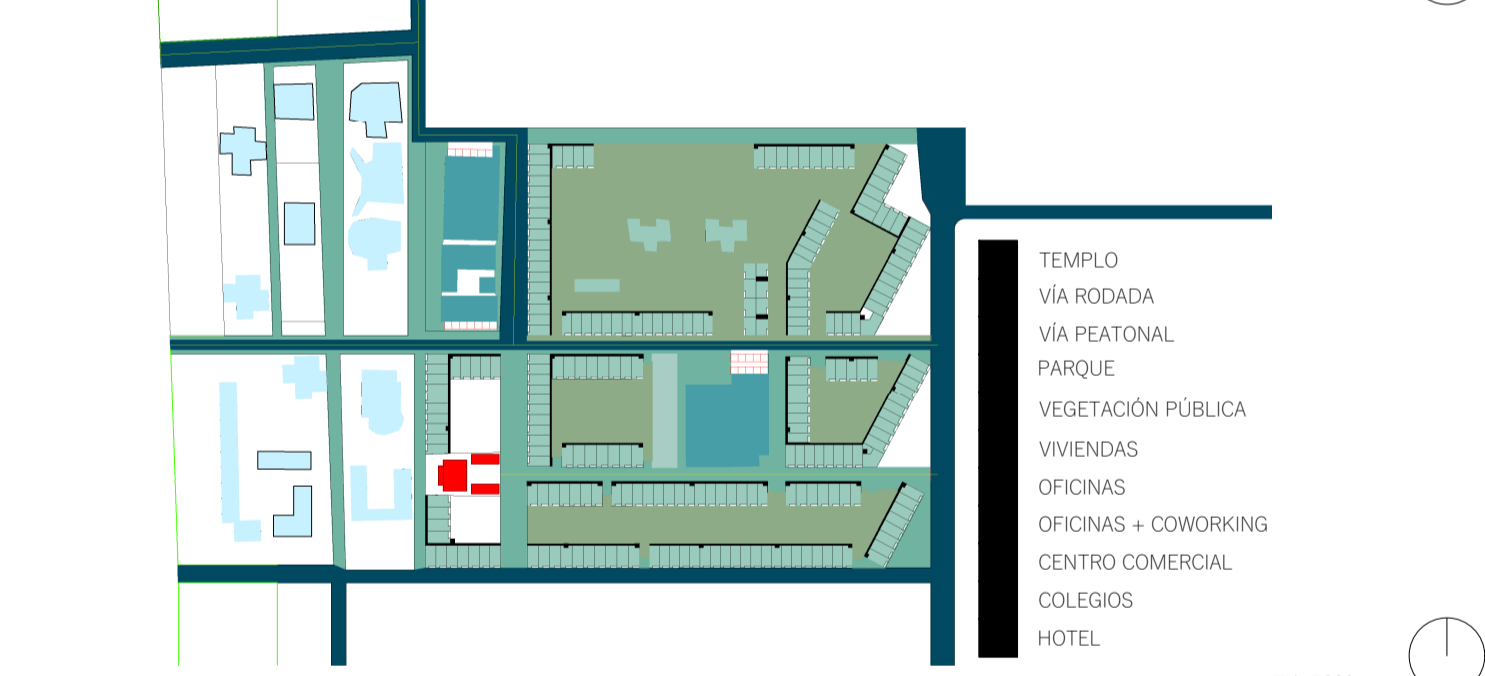 TEMPLO
VÍA RODADA
VÍA PEATONAL
PARQUE
VEGETACIÓN PÚBLICA
VIVIENDAS
OFICINAS
OFICINAS + COWORKING
CENTRO COMERCIAL
COLEGIOS
HOTEL